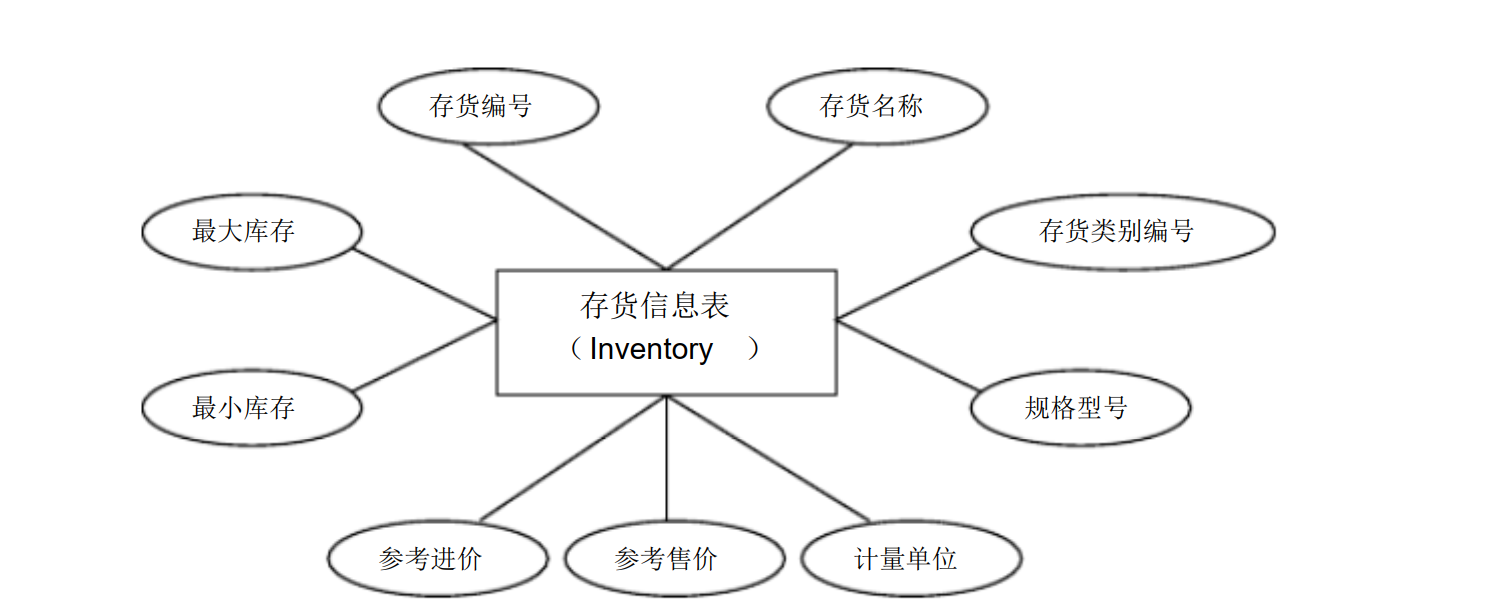 存货编号
存货名称
最大库存
存货类别编号
存货信息表
（Inventory ）
最小库存
规格型号
参考进价
参考售价
计量单位